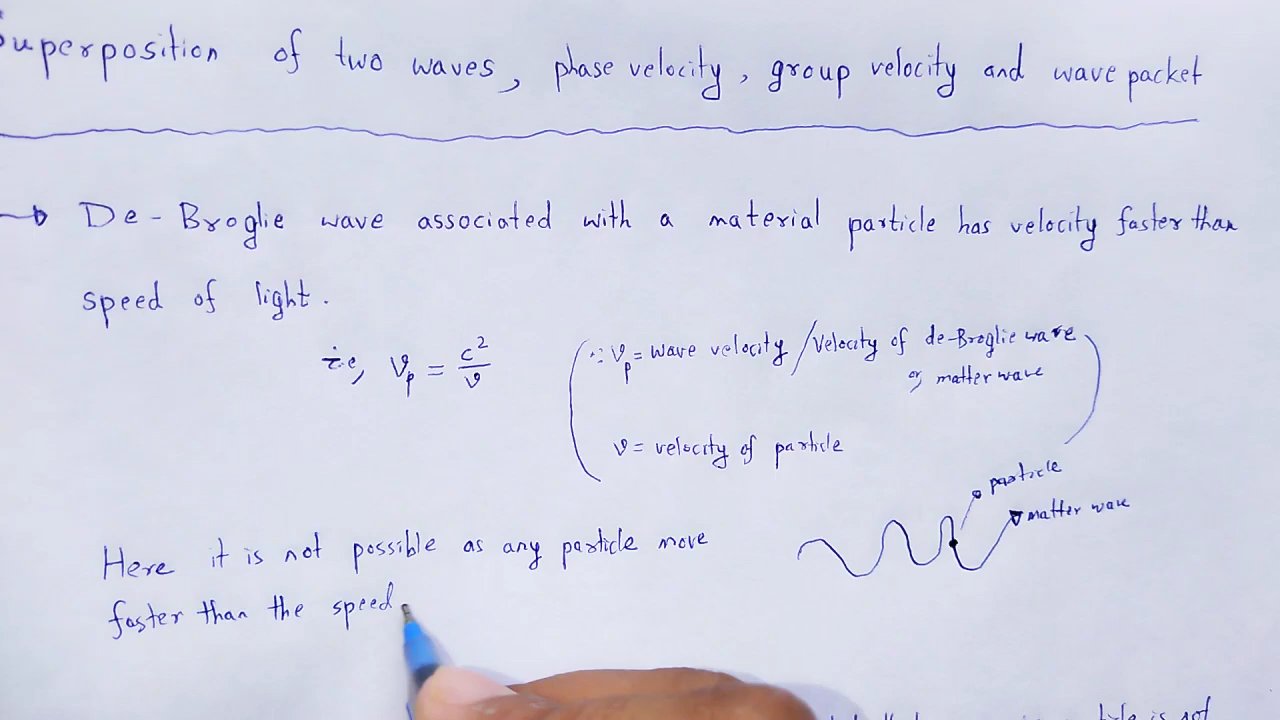 Superposition of two waves, phase velocity, group velocity and wave packet
→ De-Broglie wave associated with a material particle has velocity faster than
speed of light.
ie, Vp = c²/v
(∵ Vp = wave velocity / Velocity of de-Broglie wave
or, matter wave
v = velocity of particle)
particle
matter wave
Here it is not possible as any particle move
faster than the speed
is not